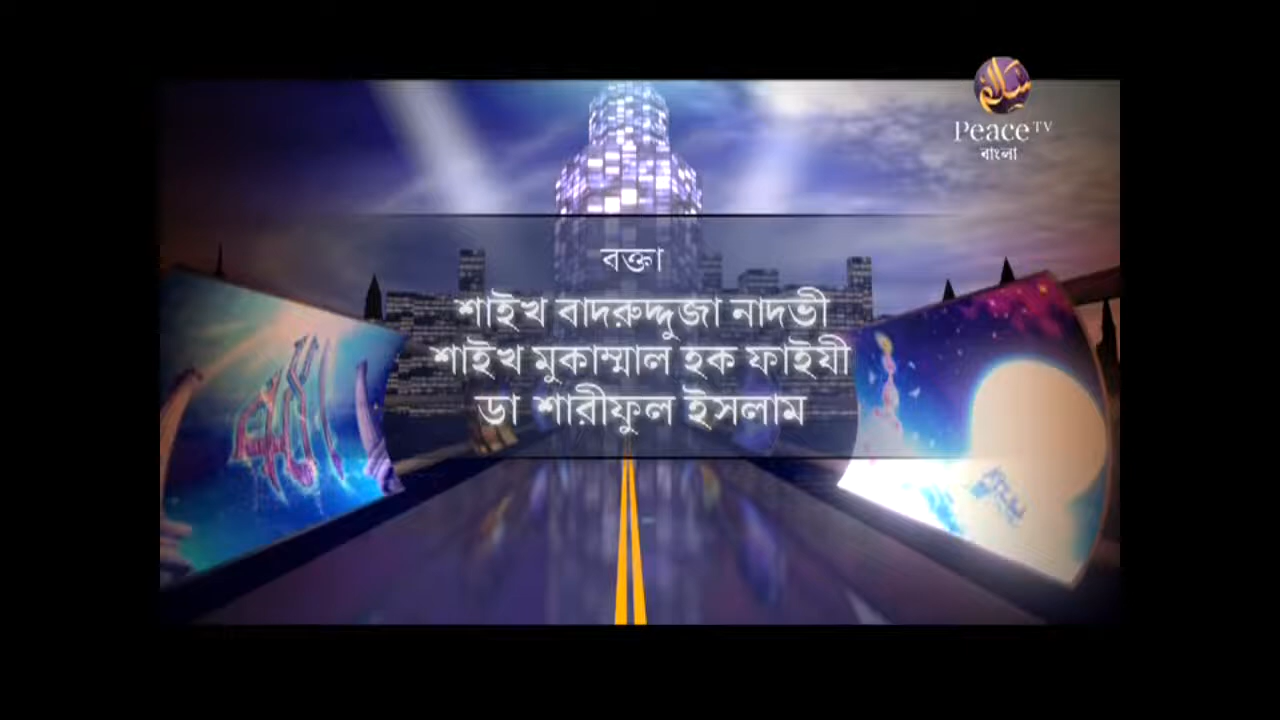 Peace TV
বাংলা
বক্তা
শাইখ বাদরুদ্দুজা নাদভী
শাইখ মুকাম্মাল হক ফাইযী
ডা শারীফুল ইসলাম